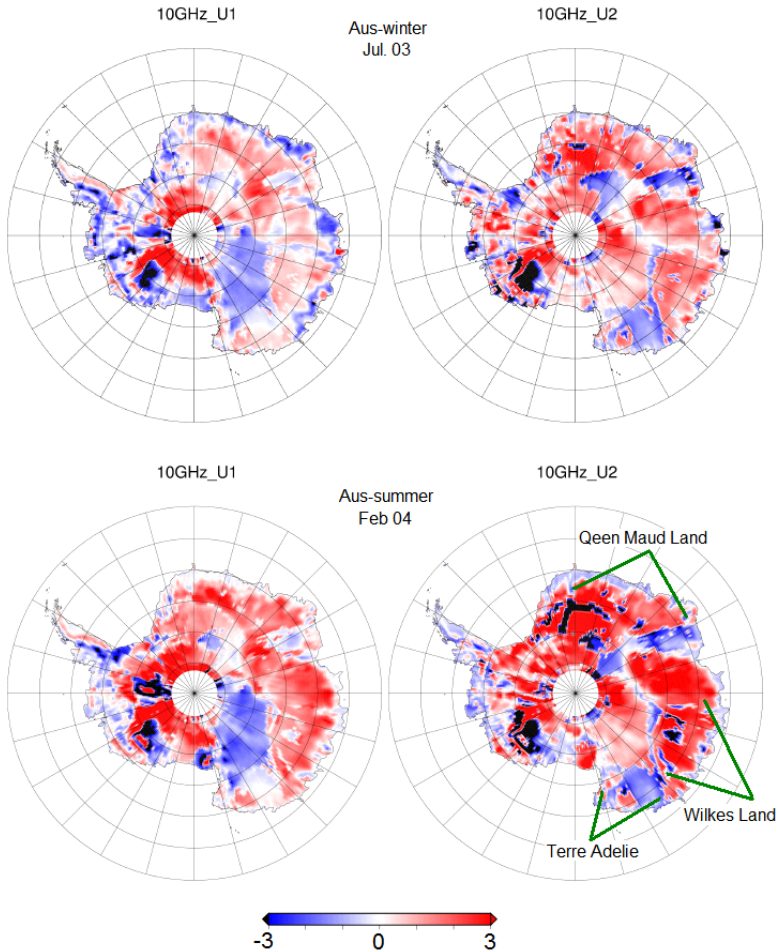 10GHz_U1
Aus-winter
Jul. 03
10GHz_U2
10GHz_U1
Aus-summer
Feb 04
10GHz_U2
Qeen Maud Land
Wilkes Land
Terre Adelie
-3 0 3